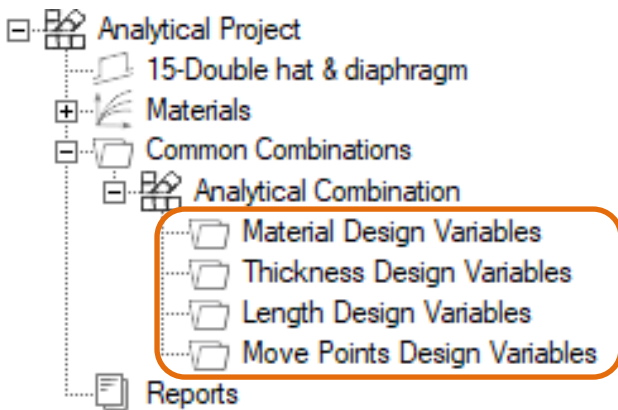 Analytical Project
15-Double hat & diaphragm
Materials
Common Combinations
Analytical Combination
Material Design Variables
Thickness Design Variables
Length Design Variables
Move Points Design Variables
Reports